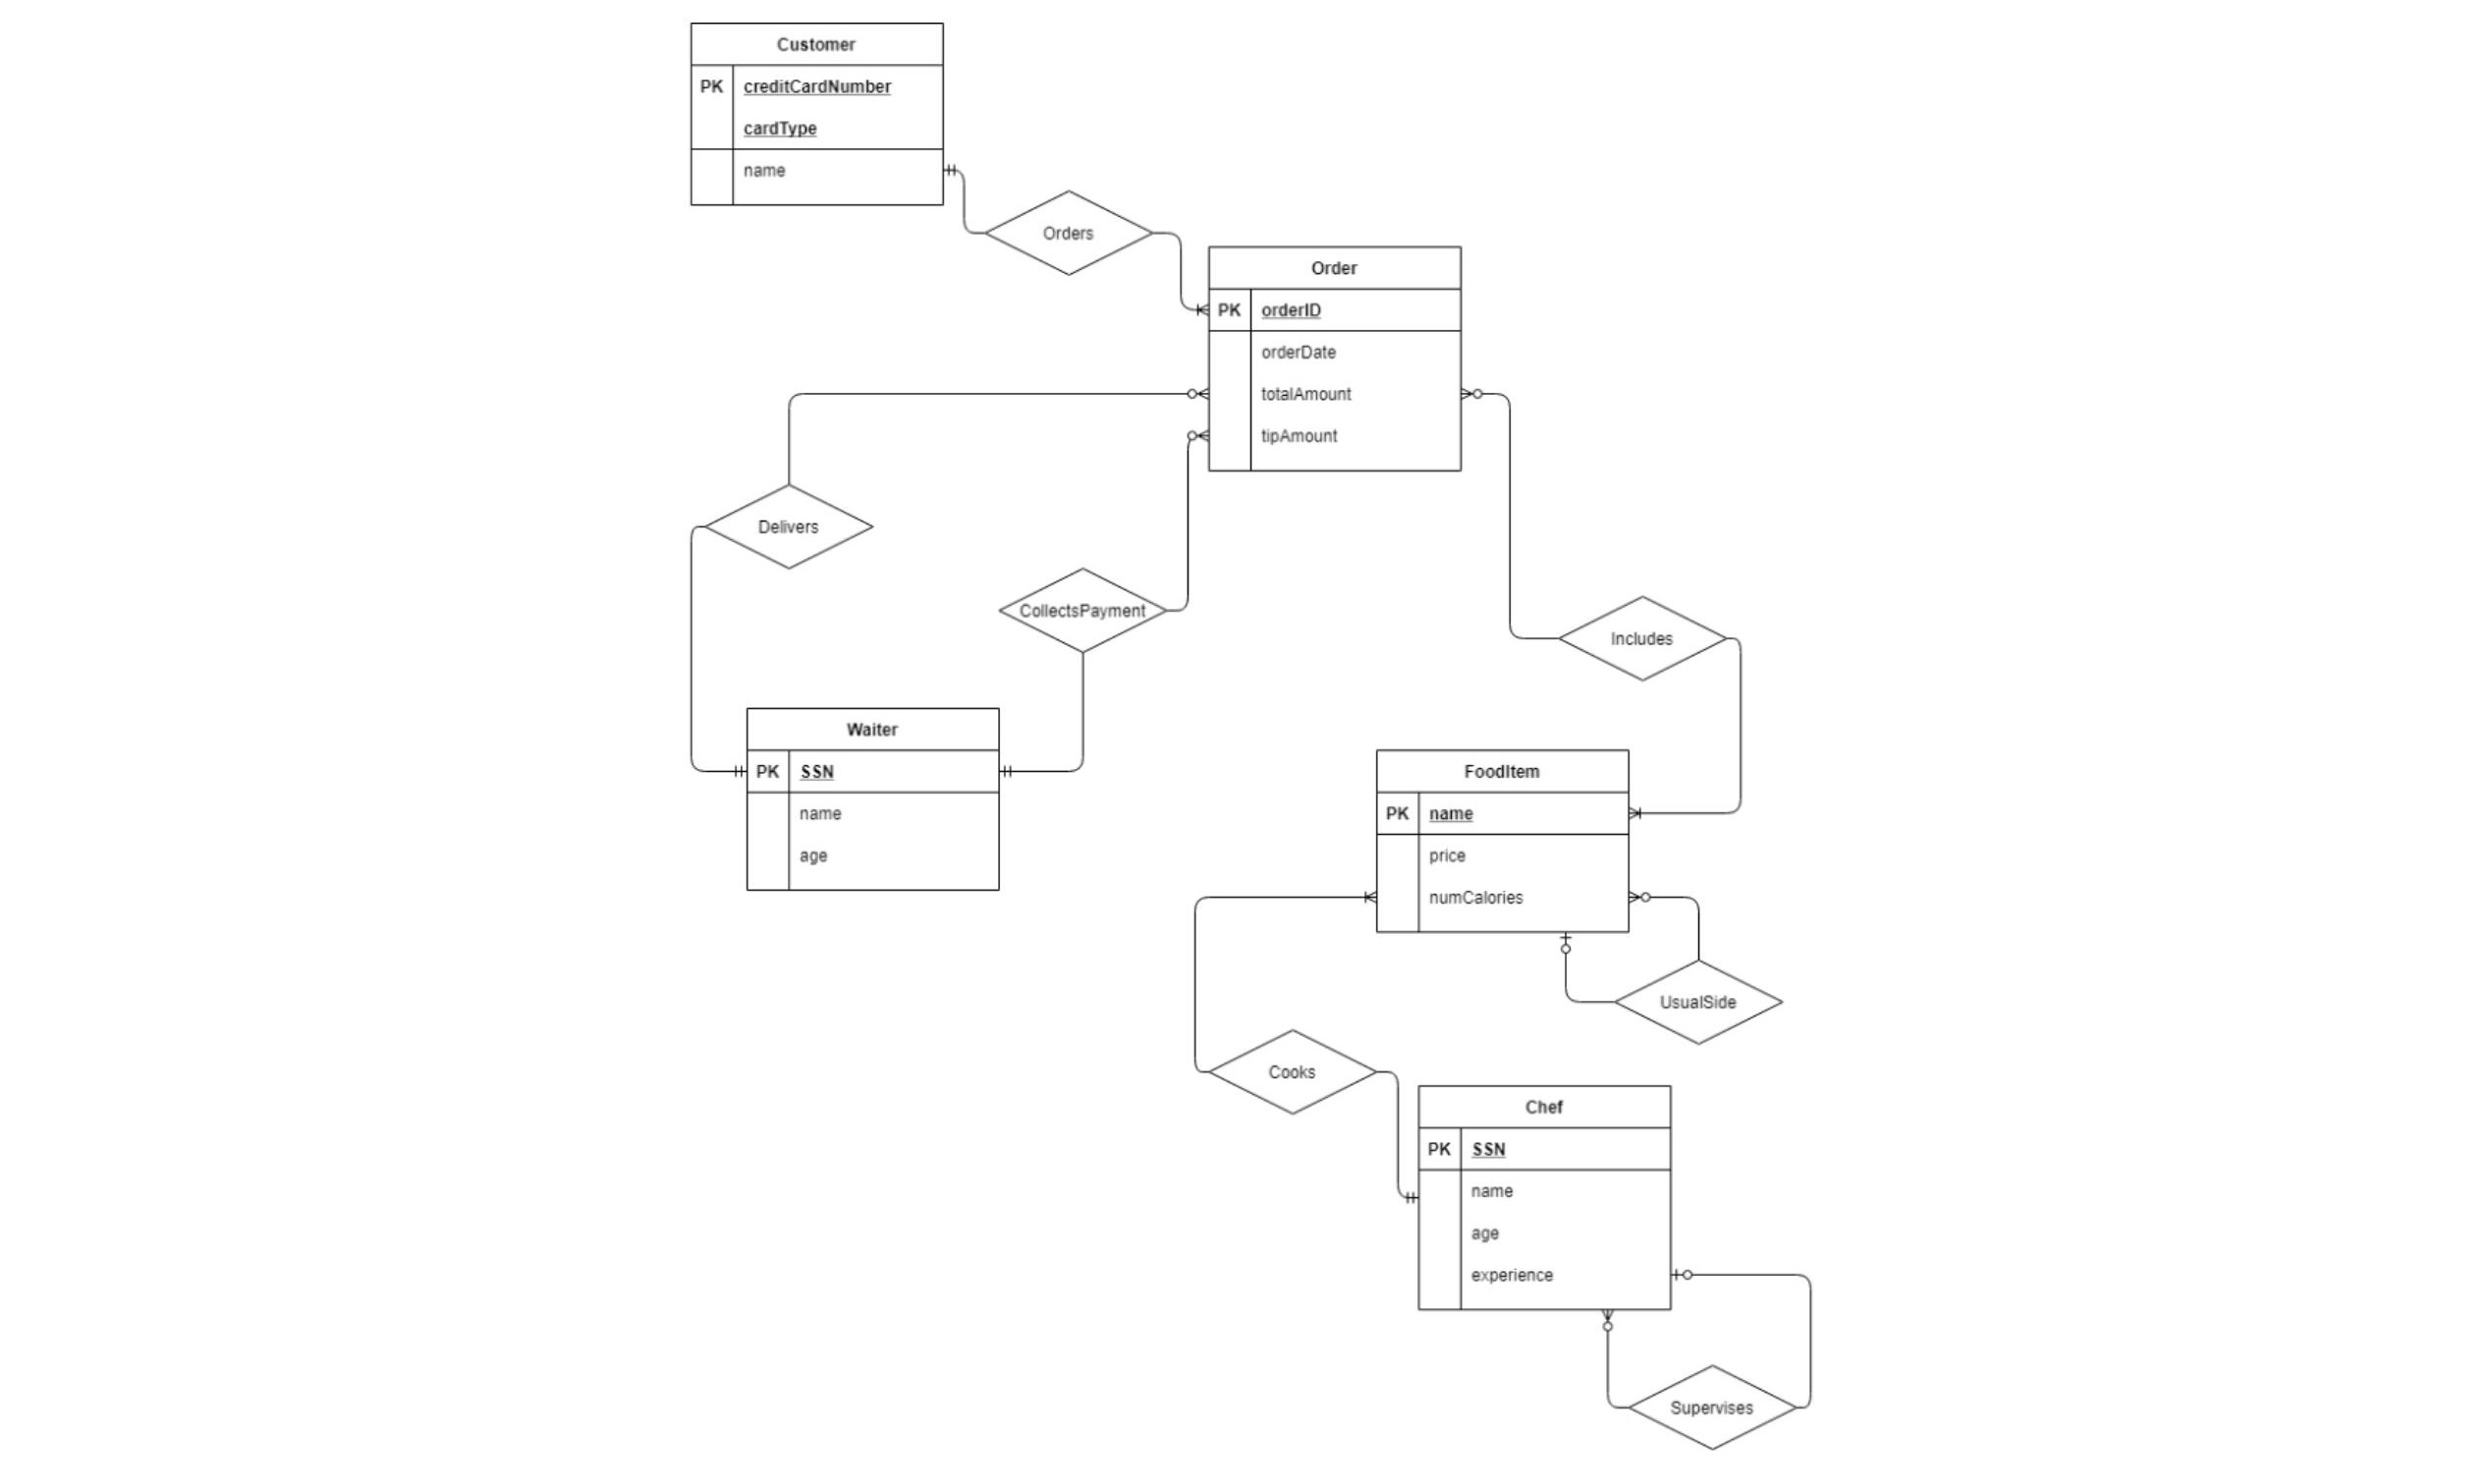 Customer
PK creditCardNumber
cardType
name
Orders
Order
PK orderID
orderDate
totalAmount
tipAmount
Delivers
CollectsPayment
Includes
Waiter
PK SSN
name
age
FoodItem
PK name
price
numCalories
UsualSide
Cooks
Chef
PK SSN
name
age
experience
Supervises